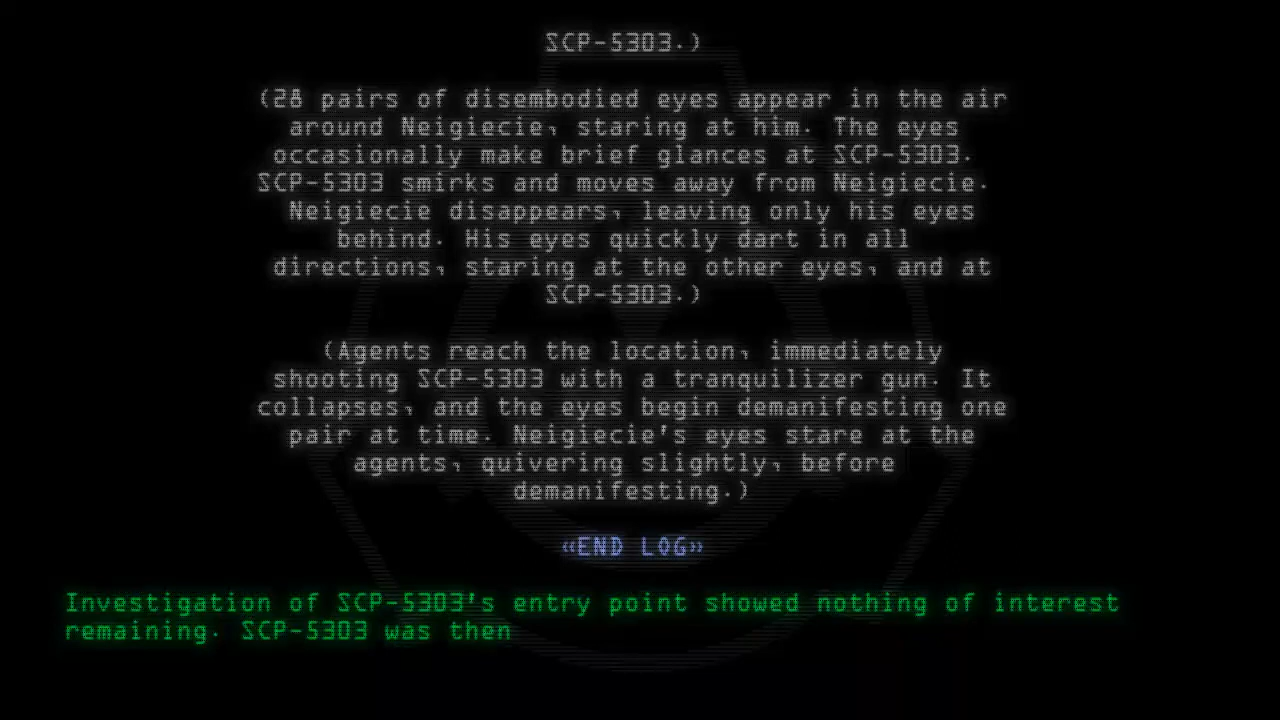 SCP-5303.)
(28 pairs of disembodied eyes appear in the air
around Neigiecie, staring at him. The eyes
occasionally make brief glances at SCP-5303.
SCP-5303 smirks and moves away from Neigiecie.
Neigiecie disappears, leaving only his eyes
behind. His eyes quickly dart in all
directions, staring at the other eyes, and at
SCP-5303.)
(Agents reach the location, immediately
shooting SCP-5303 with a tranquilizer gun. It
collapses, and the eyes begin demanifesting one
pair at time. Neigiecie's eyes stare at the
agents, quivering slightly, before
demanifesting.)
«END LOG»
Investigation of SCP-5303's entry point showed nothing of interest
remaining. SCP-5303 was then